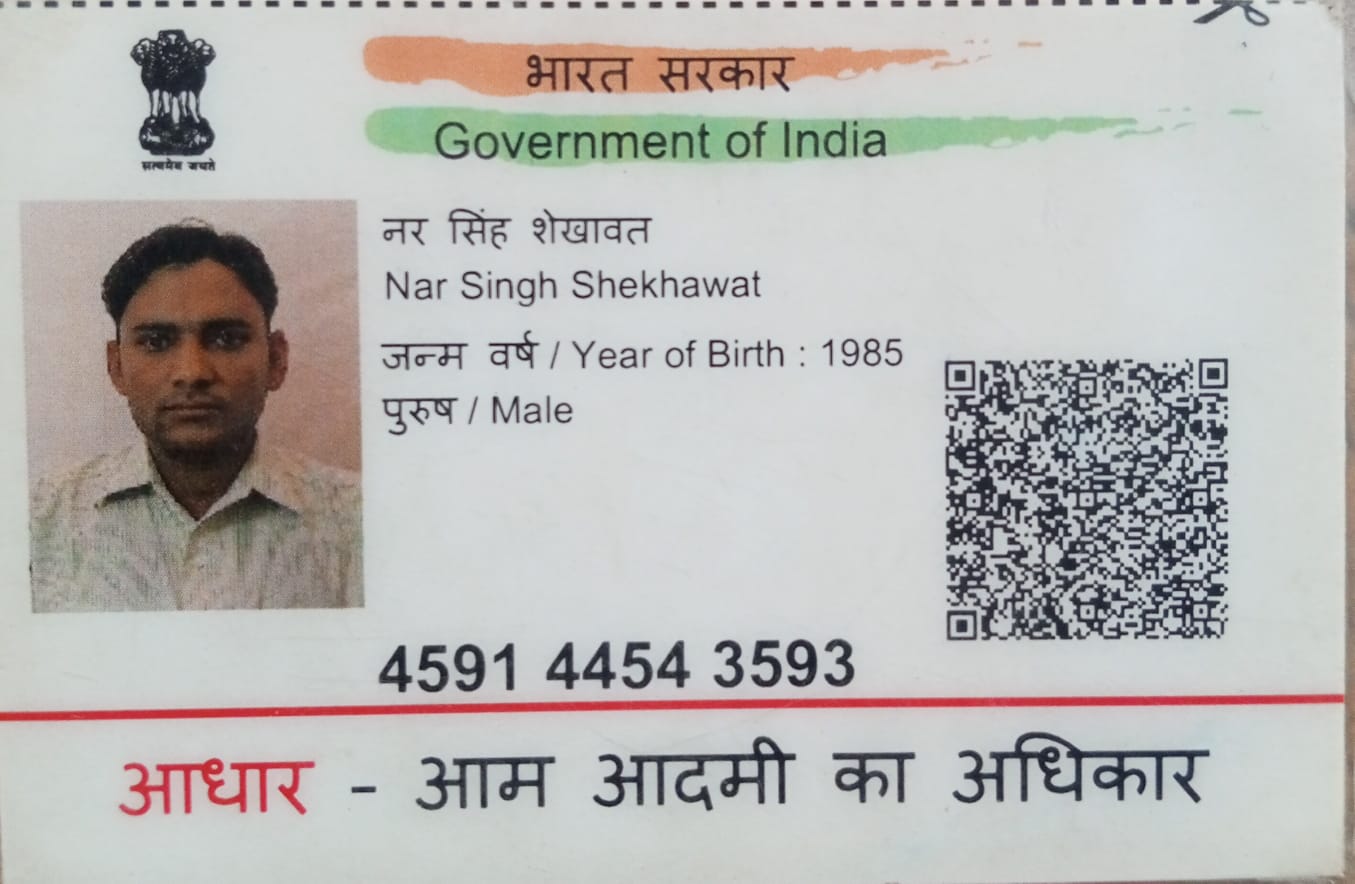 सत्यमेव जयते
भारत सरकार
Government of India
नर सिंह शेखावत
Nar Singh Shekhawat
जन्म वर्ष / Year of Birth : 1985
पुरुष / Male
4591 4454 3593
आधार - आम आदमी का अधिकार